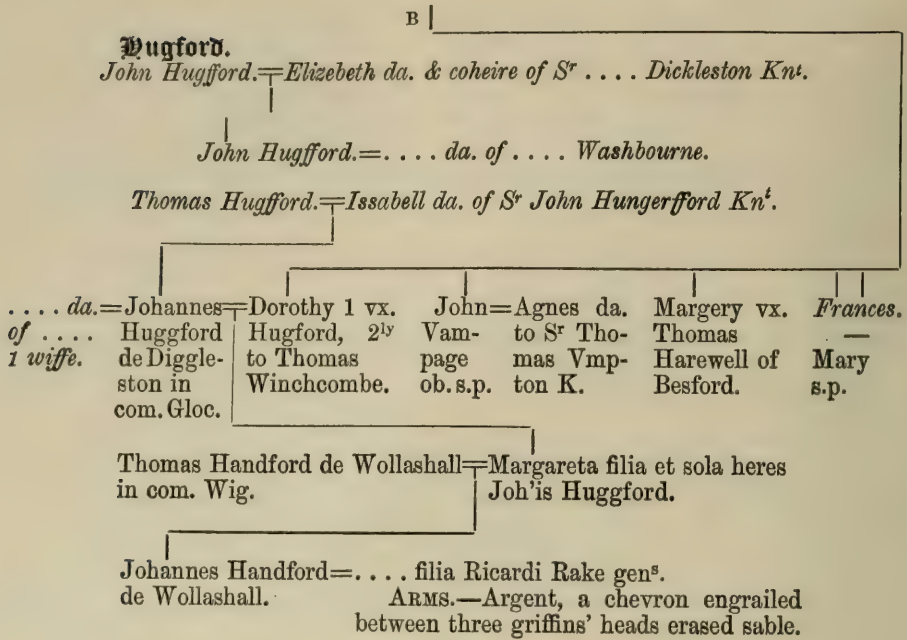 B
Hugford.
John Hugfford.=Elizebeth da. & coheire of Sʳ .... Dickleston Knᵗ.
John Hugfford.=.... da. of .... Washbourne.
Thomas Hugfford.=Issabell da. of Sʳ John Hungerfford Knᵗ.
.... da.=Johannes=Dorothy 1 vx. John=Agnes da. Margery vx. Frances.
of .... Huggford Hugford, 2ˡʸ Vam- to Sʳ Tho- Thomas —
1 wiffe. de Diggle- to Thomas page mas Vmp- Harewell of Mary
ston in Winchcombe. ob. s.p. ton K. Besford. s.p.
com. Gloc.
Thomas Handford de Wollashall=Margareta filia et sola heres
in com. Wig. Joh'is Huggford.
Johannes Handford=.... filia Ricardi Rake genˢ.
de Wollashall. ARMS.—Argent, a chevron engrailed
between three griffins' heads erased sable.